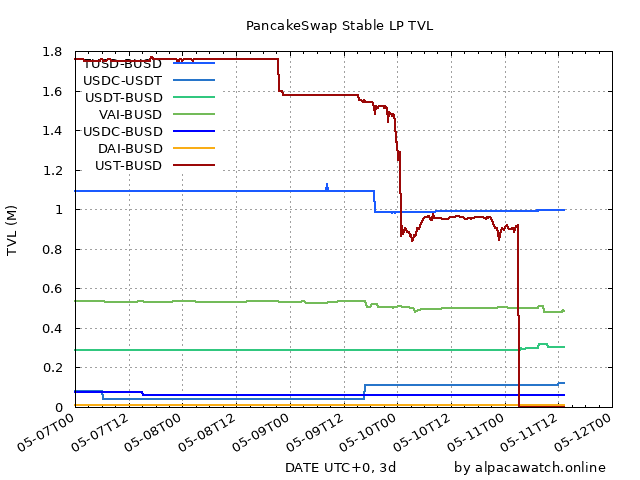 PancakeSwap Stable LP TVL
TVL (M)
1.8
1.6
1.4
1.2
1
0.8
0.6
0.4
0.2
0
TUSD-BUSD
USDC-USDT
USDT-BUSD
VAI-BUSD
USDC-BUSD
DAI-BUSD
UST-BUSD
05-07T00
05-07T12
05-08T00
05-08T12
05-09T00
05-09T12
05-10T00
05-10T12
05-11T00
05-11T12
05-12T00
DATE UTC+0, 3d
by alpacawatch.online